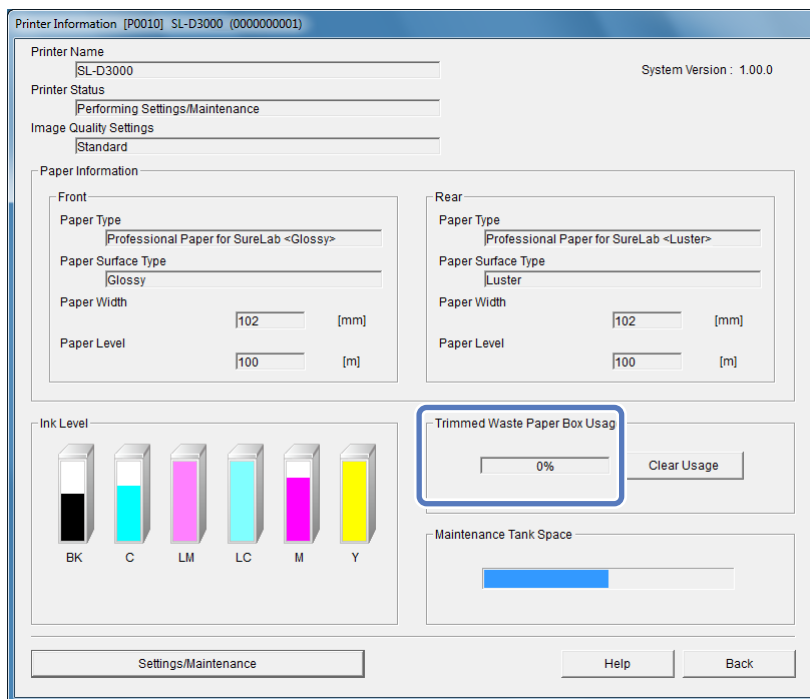 Printer Information [P0010] SL-D3000 (0000000001)
Printer Name
SL-D3000
System Version : 1.00.0
Printer Status
Performing Settings/Maintenance
Image Quality Settings
Standard
Paper Information
Front
Paper Type
Professional Paper for SureLab <Glossy>
Paper Surface Type
Glossy
Paper Width
102 [mm]
Paper Level
100 [m]
Rear
Paper Type
Professional Paper for SureLab <Luster>
Paper Surface Type
Luster
Paper Width
102 [mm]
Paper Level
100 [m]
Ink Level
BK C LM LC M Y
Trimmed Waste Paper Box Usag
0%
Clear Usage
Maintenance Tank Space
Settings/Maintenance
Help
Back